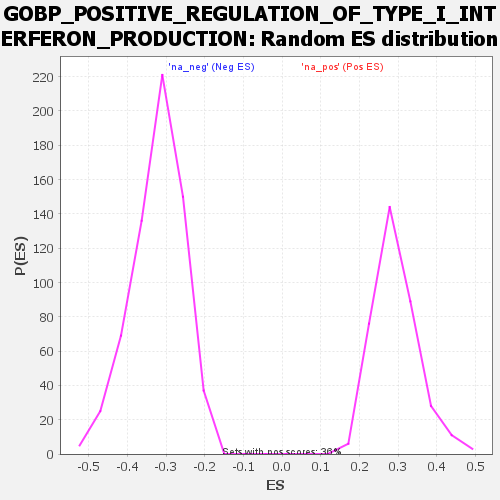 GOBP_POSITIVE_REGULATION_OF_TYPE_I_INT
ERFERON_PRODUCTION: Random ES distribution
'na_neg' (Neg ES) 'na_pos' (Pos ES)
220
200
180
160
140
120
100
80
60
40
20
0
P(ES)
Sets with pos scores: 36%
-0.5 -0.4 -0.3 -0.2 -0.1 0.0 0.1 0.2 0.3 0.4 0.5
ES